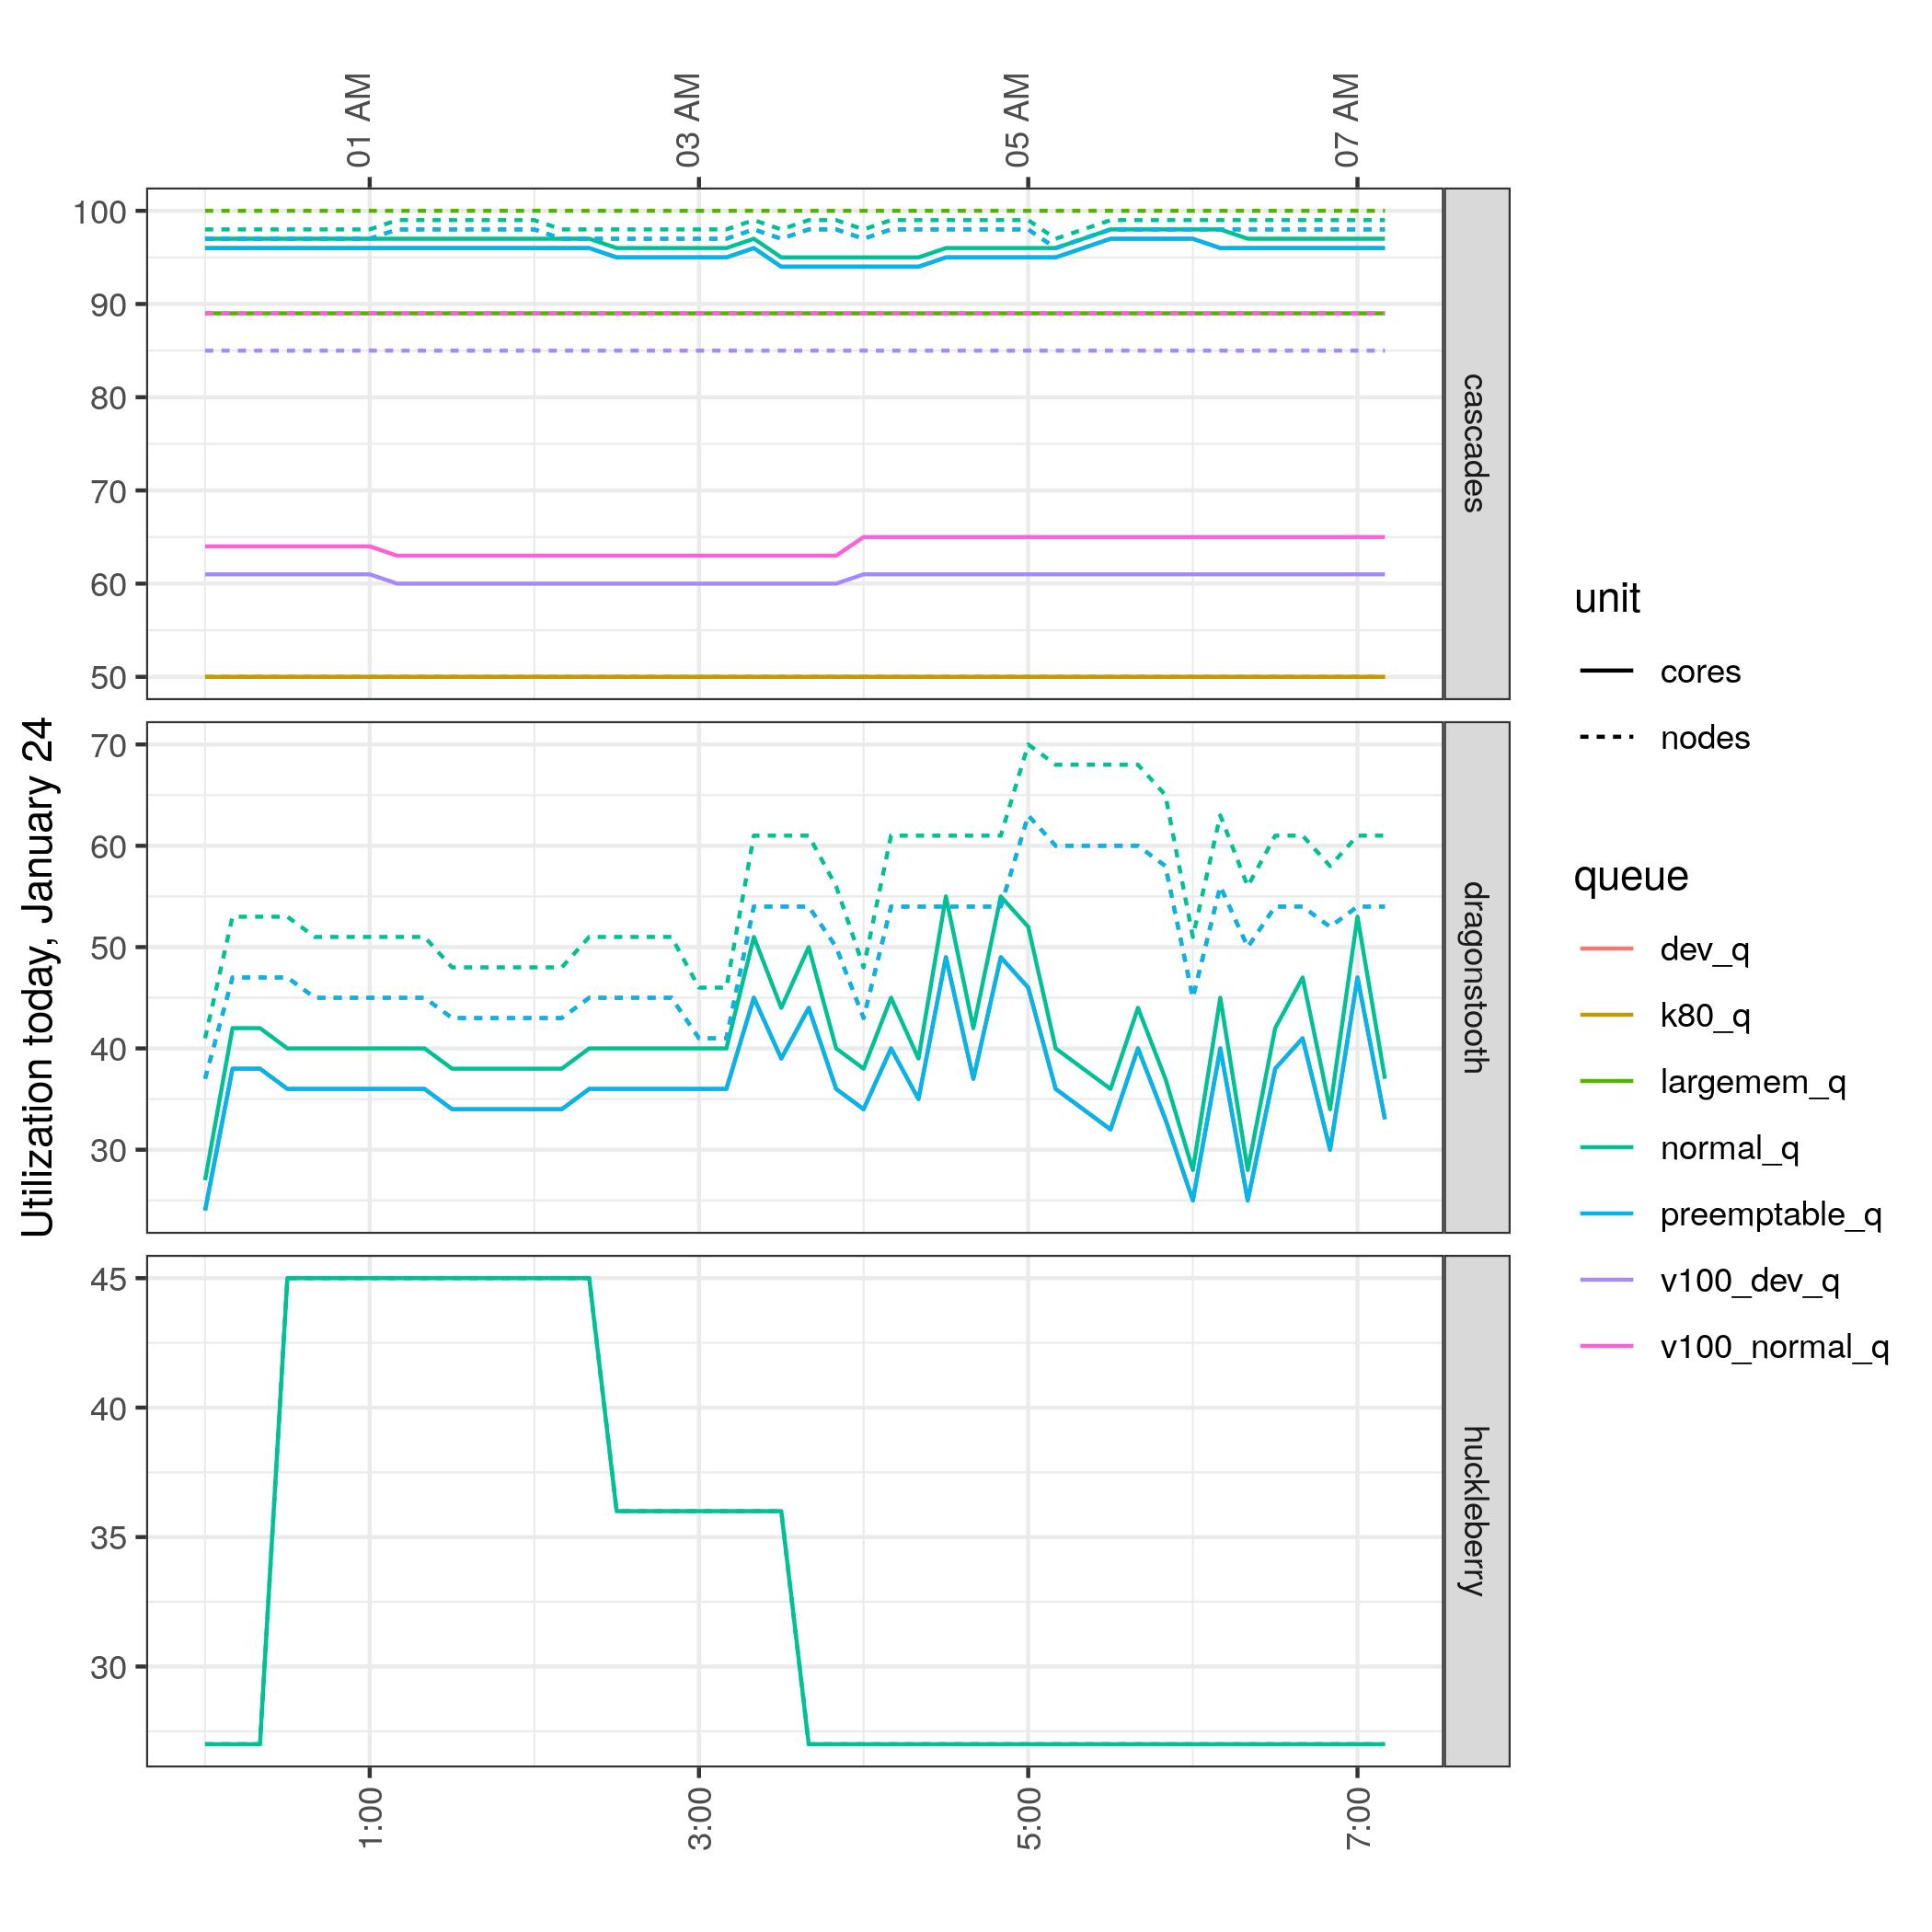 01 AM
03 AM
05 AM
07 AM
Utilization today, January 24
100
90
80
70
60
50
cascades
70
60
50
40
30
dragonstooth
45
40
35
30
huckleberry
1:00
3:00
5:00
7:00
unit
cores
nodes
queue
dev_q
k80_q
largemem_q
normal_q
preemptable_q
v100_dev_q
v100_normal_q